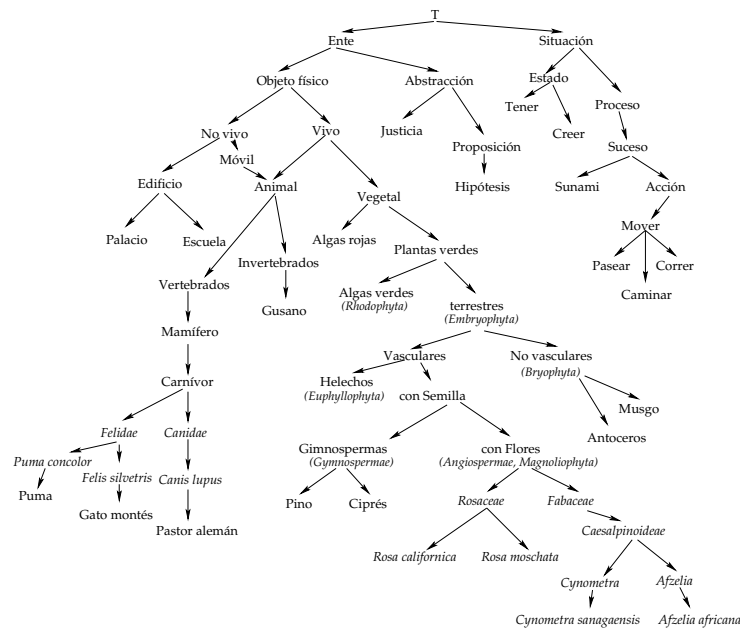 T
Ente
Situación
Objeto físico
Abstracción
Estado
Tener
Proceso
Creer
No vivo
Vivo
Justicia
Móvil
Proposición
Suceso
Edificio
Animal
Hipótesis
Sunami
Acción
Vegetal
Palacio
Escuela
Algas rojas
Mover
Plantas verdes
Invertebrados
Pasear
Correr
Vertebrados
Algas verdes
(Rhodophyta)
Caminar
Gusano
terrestres
(Embryophyta)
Mamífero
Vasculares
No vasculares
(Bryophyta)
Carnívor
Helechos
(Euphyllophyta)
con Semilla
Musgo
Antoceros
Felidae
Canidae
Gimnospermas
(Gymnospermae)
con Flores
(Angiospermae, Magnoliophyta)
Puma concolor
Felis silvetris
Canis lupus
Puma
Pino
Ciprés
Rosaceae
Fabaceae
Gato montés
Pastor alemán
Caesalpinoideae
Rosa californica
Rosa moschata
Cynometra
Afzelia
Cynometra sanagaensis
Afzelia africana